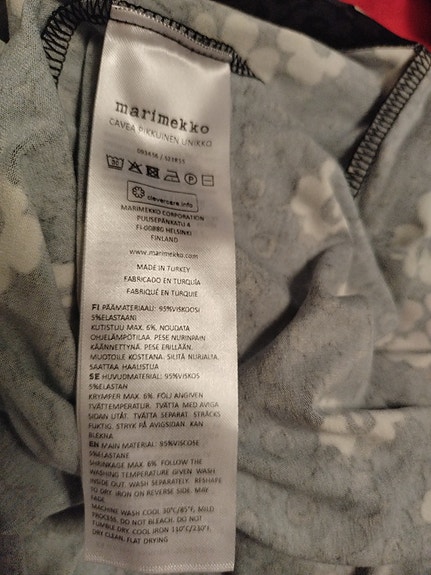 marimekko
CAVEA PIKKUINEN UNIKKO
clevercare.info
MARIMEKKO CORPORATION
PUUSEPÄNKATU 4
FI-00880 HELSINKI
FINLAND
www.marimekko.com
MADE IN TURKEY
FABRICADO EN TURQUÍA
FABRIQUÉ EN TURQUIE
FI PÄÄMATERIAALI: 95%VISKOOSI
5%ELASTAANI
KUTISTUU MAX. 6%. NOUDATA
OHJELÄMPÖTILAA. PESE NURINPAIN
KÄÄNNETTYNÄ. PESE ERILLÄÄN.
MUOTOILE KOSTEANA. SILITÄ NURJALTA.
SAATTAA HAALISTUA
SE HUVUDMATERIAL: 95%VISKOS
5%ELASTAN
KRYMPER MAX. 6%. FÖLJ ANGIVEN
TVÄTTEMPERATUR. TVÄTTA MED AVIGA
SIDAN UTÅT. TVÄTTA SEPARAT. STRÄCKS
FUKTIG. STRYK PÅ AVIGSIDAN. KAN
BLEKNA
EN MAIN MATERIAL: 95%VISCOSE
5%ELASTANE
SHRINKAGE MAX. 6%. FOLLOW THE
WASHING TEMPERATURE GIVEN. WASH
INSIDE OUT. WASH SEPARATELY. RESHAPE
TO DRY. IRON ON REVERSE SIDE. MAY
FADE
MACHINE WASH COOL 30°C/85°F, MILD
PROCESS. DO NOT BLEACH. DO NOT
TUMBLE DRY. COOL IRON 110°C/230°F.
DRY CLEAN. FLAT DRYING